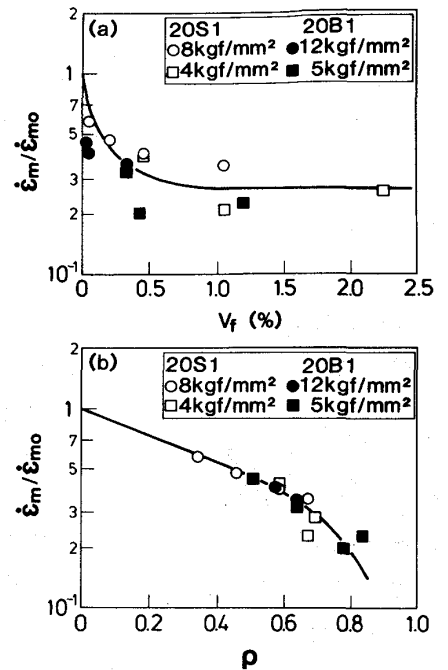 (a)
20S1 20B1
○8kgf/mm² ●12kgf/mm²
□4kgf/mm² ■5kgf/mm²
2
1
5
3
2
10⁻¹
ε̇m/ε̇mo
0 0.5 1.0 1.5 2.0 2.5
Vf (%)
(b)
20S1 20B1
○8kgf/mm² ●12kgf/mm²
□4kgf/mm² ■5kgf/mm²
2
1
5
3
2
10⁻¹
ε̇m/ε̇mo
0 0.2 0.4 0.6 0.8 1.0
ρ